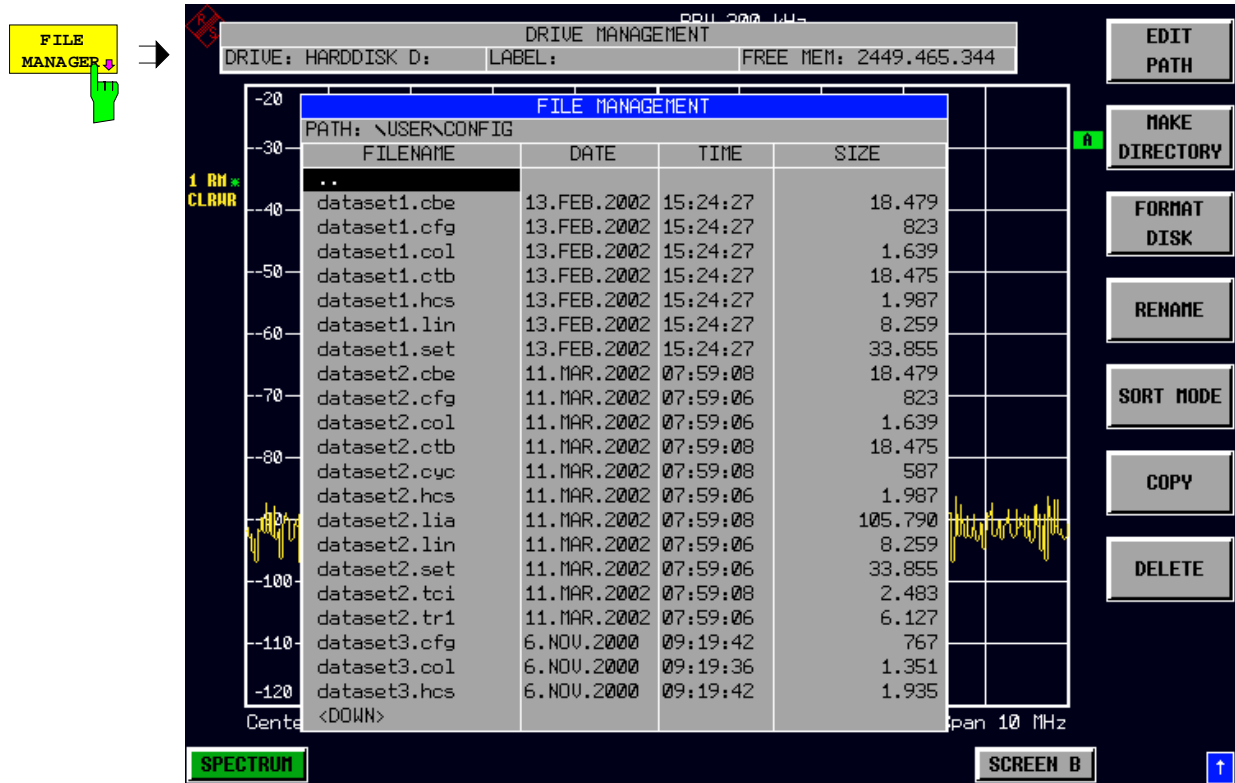 FILE
MANAGER
R
S
DRIVE MANAGEMENT
DRIVE: HARDDISK D: LABEL: FREE MEM: 2449.465.344
FILE MANAGEMENT
PATH: \USER\CONFIG
FILENAME DATE TIME SIZE
..
dataset1.cbe 13.FEB.2002 15:24:27 18.479
dataset1.cfg 13.FEB.2002 15:24:27 823
dataset1.col 13.FEB.2002 15:24:27 1.639
dataset1.ctb 13.FEB.2002 15:24:27 18.475
dataset1.hcs 13.FEB.2002 15:24:27 1.987
dataset1.lin 13.FEB.2002 15:24:27 8.259
dataset1.set 13.FEB.2002 15:24:27 33.855
dataset2.cbe 11.MAR.2002 07:59:08 18.479
dataset2.cfg 11.MAR.2002 07:59:06 823
dataset2.col 11.MAR.2002 07:59:06 1.639
dataset2.ctb 11.MAR.2002 07:59:08 18.475
dataset2.cyc 11.MAR.2002 07:59:08 587
dataset2.hcs 11.MAR.2002 07:59:06 1.987
dataset2.lia 11.MAR.2002 07:59:08 105.790
dataset2.lin 11.MAR.2002 07:59:06 8.259
dataset2.set 11.MAR.2002 07:59:06 33.855
dataset2.tci 11.MAR.2002 07:59:08 2.483
dataset2.tr1 11.MAR.2002 07:59:06 6.127
dataset3.cfg 6.NOV.2000 09:19:42 767
dataset3.col 6.NOV.2000 09:19:36 1.351
dataset3.hcs 6.NOV.2000 09:19:42 1.935
<DOWN>
-20
-30
-40
-50
-60
-70
-80
-90
-100
-110
-120
1 RM *
CLRWR
A
Cente
pan 10 MHz
SPECTRUM
SCREEN B
EDIT
PATH
MAKE
DIRECTORY
FORMAT
DISK
RENAME
SORT MODE
COPY
DELETE
↑